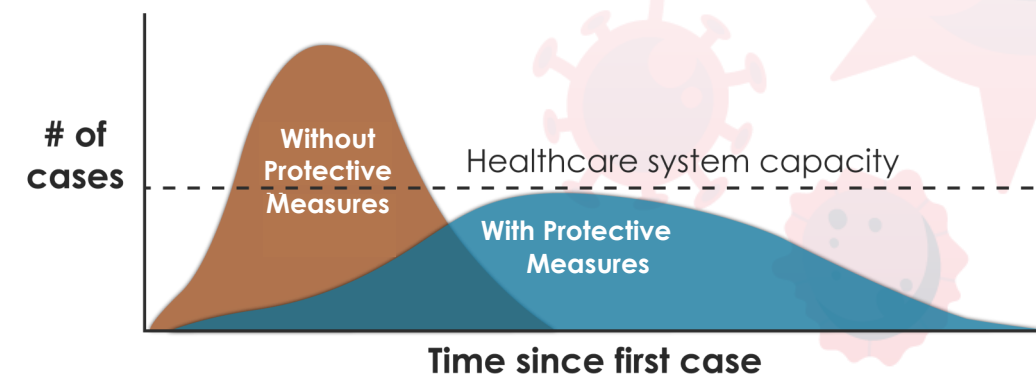 # of
cases
Without
Protective
Measures
Healthcare system capacity
With Protective
Measures
Time since first case